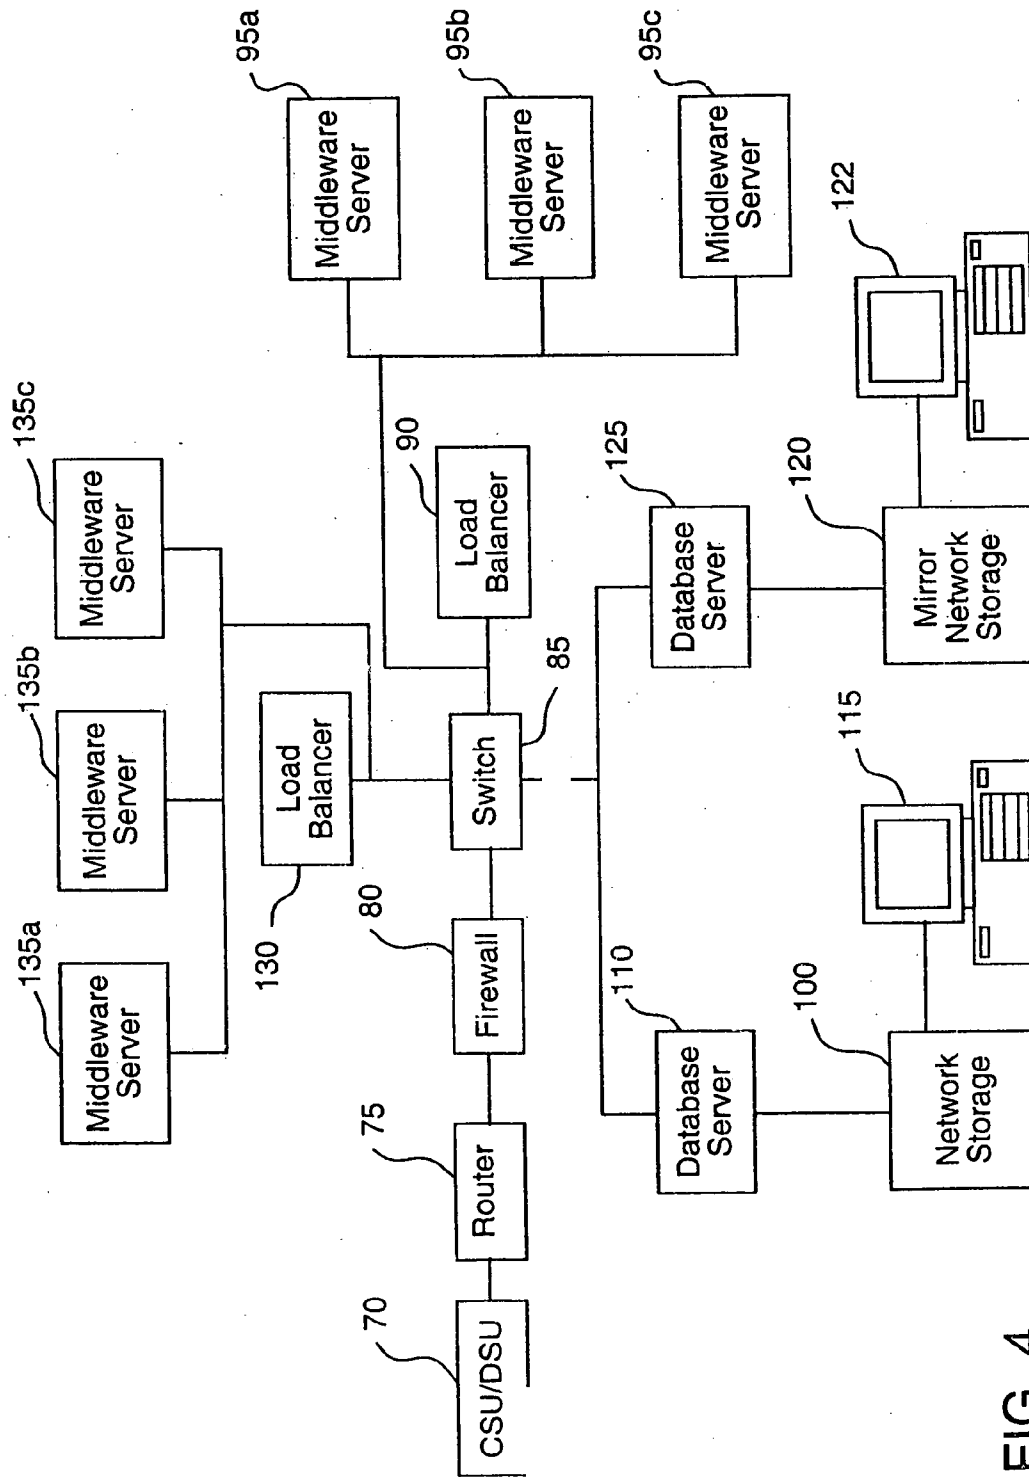 135a
Middleware
Server
135b
Middleware
Server
135c
Middleware
Server
130
Load
Balancer
70
CSU/DSU
75
Router
80
Firewall
Switch
85
90
Load
Balancer
95a
Middleware
Server
95b
Middleware
Server
95c
Middleware
Server
110
Database
Server
125
Database
Server
100
Network
Storage
115
120
Mirror
Network
Storage
122
FIG. 4